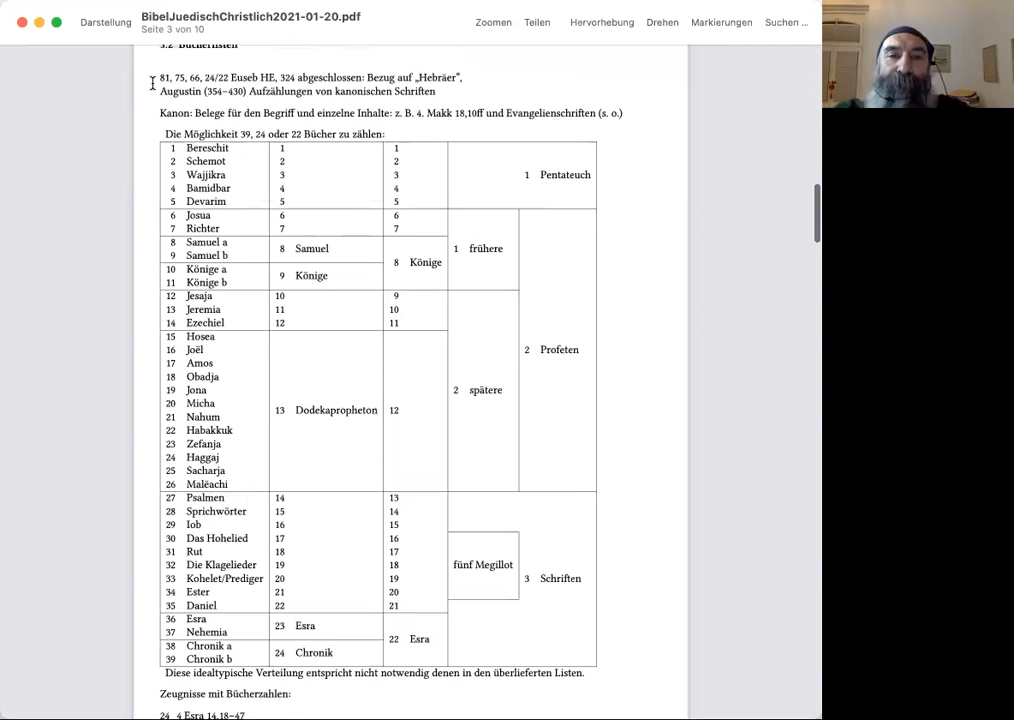 Darstellung
BibelJuedischChristlich2021-01-20.pdf
Seite 3 von 10
Zoomen Teilen Hervorhebung Drehen Markierungen Suchen ...
3.2 Bücherlisten
81, 75, 66, 24/22 Euseb HE, 324 abgeschlossen: Bezug auf „Hebräer“,
Augustin (354–430) Aufzählungen von kanonischen Schriften
Kanon: Belege für den Begriff und einzelne Inhalte: z. B. 4. Makk 18,10ff und Evangelienschriften (s. o.)
Die Möglichkeit 39, 24 oder 22 Bücher zu zählen:
1 Bereschit 1 1
2 Schemot 2 2
3 Wajjikra 3 3 1 Pentateuch
4 Bamidbar 4 4
5 Devarim 5 5
6 Josua 6 6
7 Richter 7 7
8 Samuel a 8 Samuel 1 frühere
9 Samuel b 8 Könige
10 Könige a 9 Könige
11 Könige b
12 Jesaja 10 9
13 Jeremia 11 10
14 Ezechiel 12 11
15 Hosea
16 Joël 2 Profeten
17 Amos
18 Obadja
19 Jona 2 spätere
20 Micha 13 Dodekapropheton 12
21 Nahum
22 Habakkuk
23 Zefanja
24 Haggaj
25 Sacharja
26 Malëachi
27 Psalmen 14 13
28 Sprichwörter 15 14
29 Iob 16 15
30 Das Hohelied 17 16
31 Rut 18 17
32 Die Klagelieder 19 18 fünf Megillot
33 Kohelet/Prediger 20 19 3 Schriften
34 Ester 21 20
35 Daniel 22 21
36 Esra 23 Esra
37 Nehemia 22 Esra
38 Chronik a 24 Chronik
39 Chronik b
Diese idealtypische Verteilung entspricht nicht notwendig denen in den überlieferten Listen.
Zeugnisse mit Bücherzahlen:
24 4 Esra 14,18–47